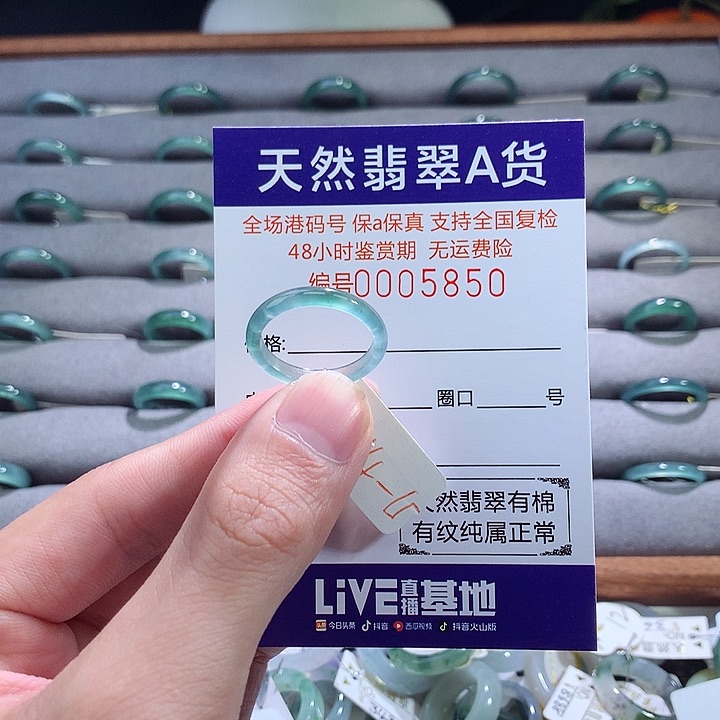 天然翡翠A货
全场港码号 保a保真 支持全国复检
48小时鉴赏期 无运费险
编号0005850
格:
圈口 号
然翡翠有棉
有纹纯属正常
LiVE直播基地
头条 今日头条 抖音 西瓜视频 抖音火山版